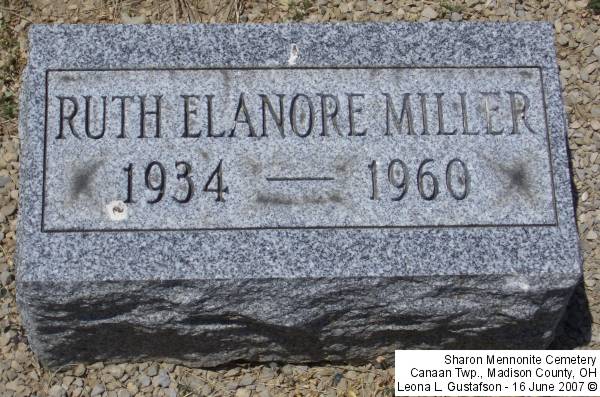 RUTH ELANORE MILLER
1934 — 1960
Sharon Mennonite Cemetery
Canaan Twp., Madison County, OH
Leona L. Gustafson - 16 June 2007 ©